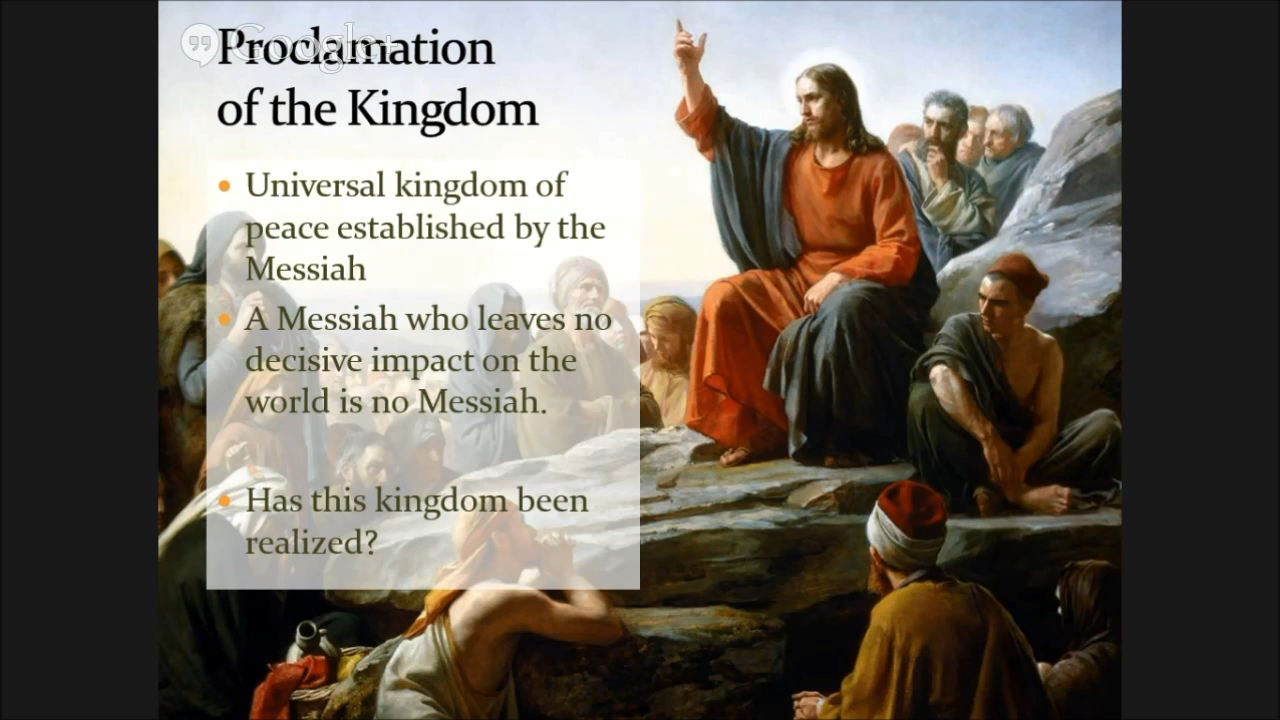 Google+
Proclamation
of the Kingdom
• Universal kingdom of
peace established by the
Messiah
• A Messiah who leaves no
decisive impact on the
world is no Messiah.
• Has this kingdom been
realized?